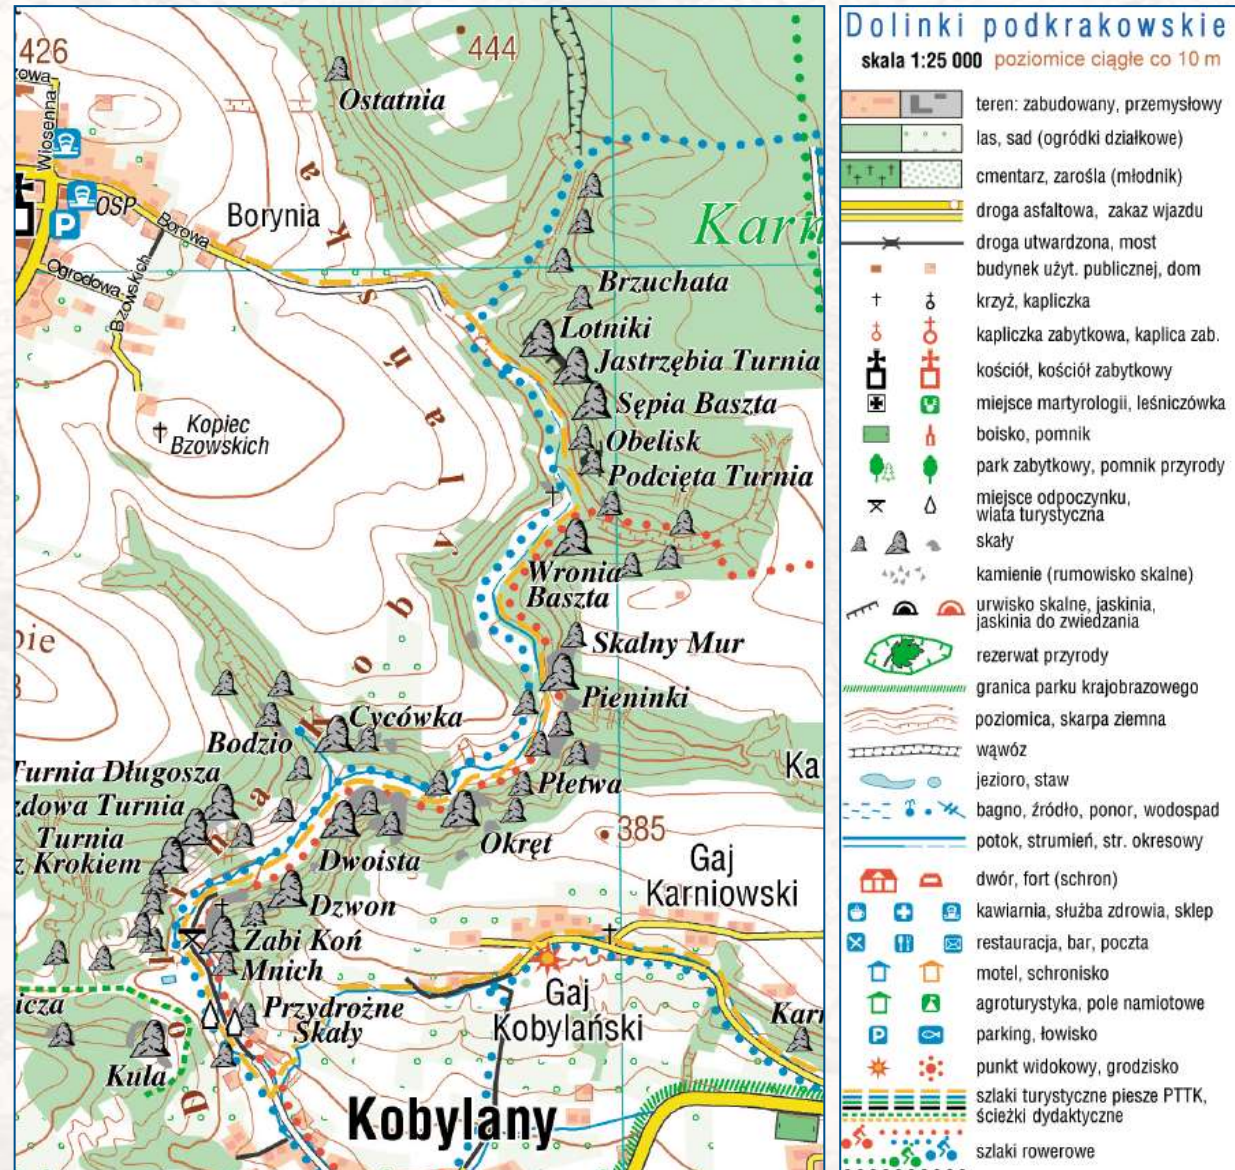 426
444
Ostatnia
zowa
Wiosenna
OSP
P
Borowa
Borynia
Ogrodowa
Bzowskich
Karn
Brzuchata
Lotniki
Jastrzębia Turnia
Sępia Baszta
Obelisk
Podcięta Turnia
Kopiec
Bzowskich
Wronia
Baszta
Skalny Mur
Pieninki
Cycówka
Bodzio
Turnia Długosza
zdowa Turnia
Turnia
z Krokiem
Płetwa
Ka
385
Okręt
Dwoista
Gaj
Karniowski
Dzwon
Żabi Koń
Mnich
icza
Przydrożne
Skały
Gaj
Kobylański
Karn
Kula
Dolina Kobylańska
Kobylany
Dolinki podkrakowskie
skala 1:25 000 poziomice ciągłe co 10 m
teren: zabudowany, przemysłowy
las, sad (ogródki działkowe)
cmentarz, zarośla (młodnik)
droga asfaltowa, zakaz wjazdu
droga utwardzona, most
budynek użyt. publicznej, dom
krzyż, kapliczka
kapliczka zabytkowa, kaplica zab.
kościół, kościół zabytkowy
miejsce martyrologii, leśniczówka
boisko, pomnik
park zabytkowy, pomnik przyrody
miejsce odpoczynku,
wiata turystyczna
skały
kamienie (rumowisko skalne)
urwisko skalne, jaskinia,
jaskinia do zwiedzania
rezerwat przyrody
granica parku krajobrazowego
poziomica, skarpa ziemna
wąwóz
jezioro, staw
bagno, źródło, ponor, wodospad
potok, strumień, str. okresowy
dwór, fort (schron)
kawiarnia, służba zdrowia, sklep
restauracja, bar, poczta
motel, schronisko
agroturystyka, pole namiotowe
P
parking, łowisko
punkt widokowy, grodzisko
szlaki turystyczne piesze PTTK,
ścieżki dydaktyczne
szlaki rowerowe